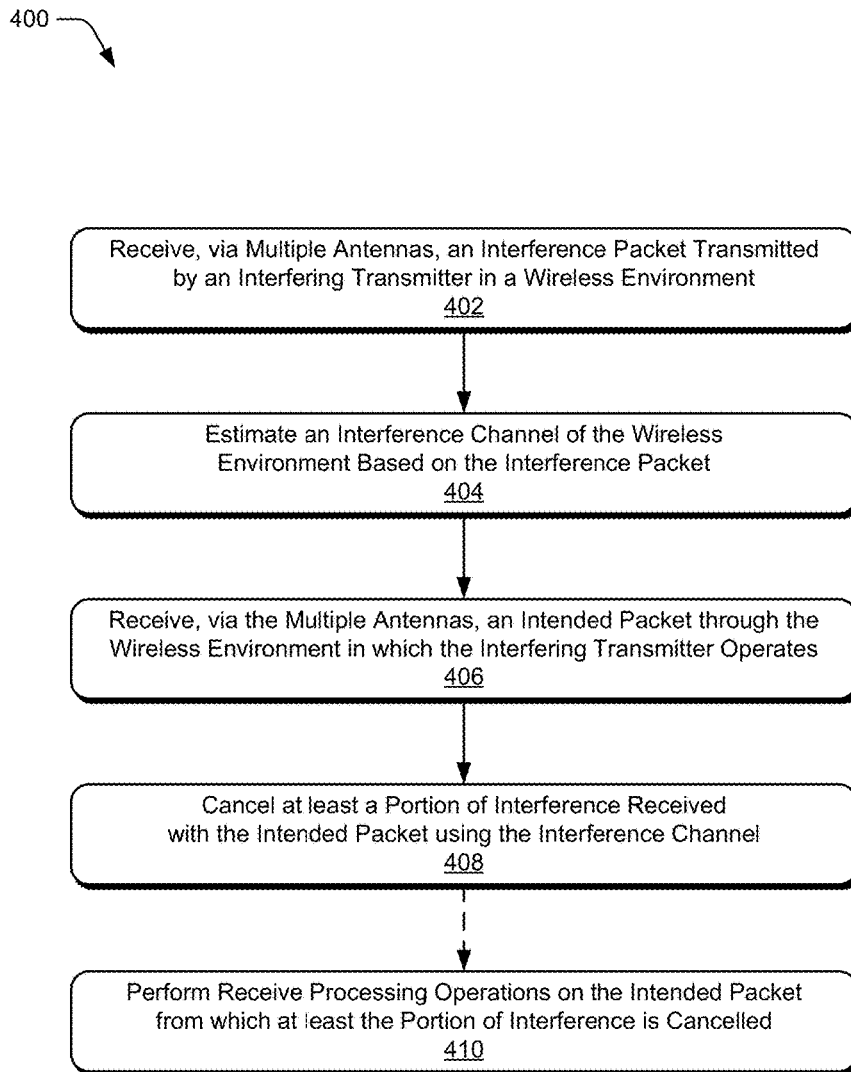 400
Receive, via Multiple Antennas, an Interference Packet Transmitted
by an Interfering Transmitter in a Wireless Environment
402
Estimate an Interference Channel of the Wireless
Environment Based on the Interference Packet
404
Receive, via the Multiple Antennas, an Intended Packet through the
Wireless Environment in which the Interfering Transmitter Operates
406
Cancel at least a Portion of Interference Received
with the Intended Packet using the Interference Channel
408
Perform Receive Processing Operations on the Intended Packet
from which at least the Portion of Interference is Cancelled
410